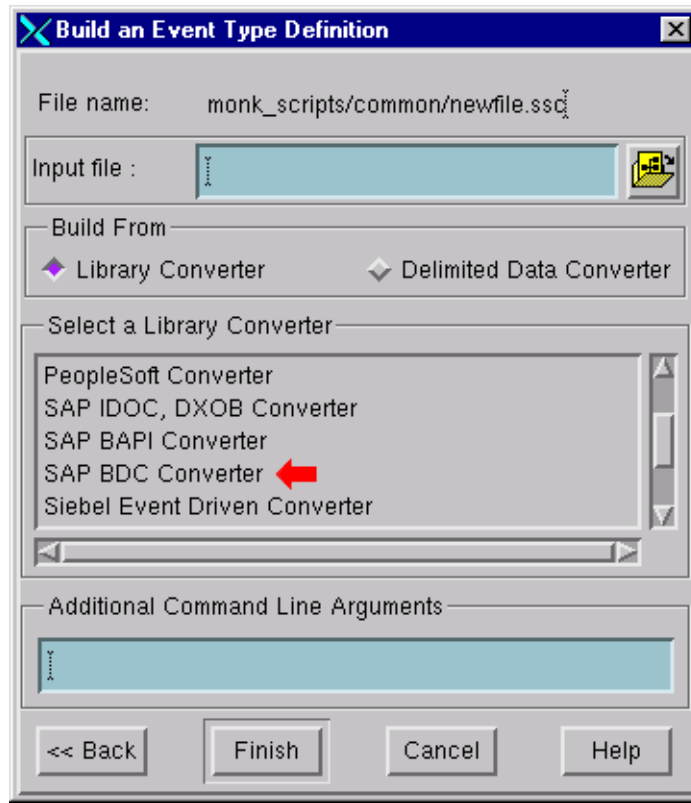 Build an Event Type Definition
File name: monk_scripts/common/newfile.ssc
Input file :
Build From
Library Converter Delimited Data Converter
Select a Library Converter
PeopleSoft Converter
SAP IDOC, DXOB Converter
SAP BAPI Converter
SAP BDC Converter
Siebel Event Driven Converter
Additional Command Line Arguments
<< Back Finish Cancel Help